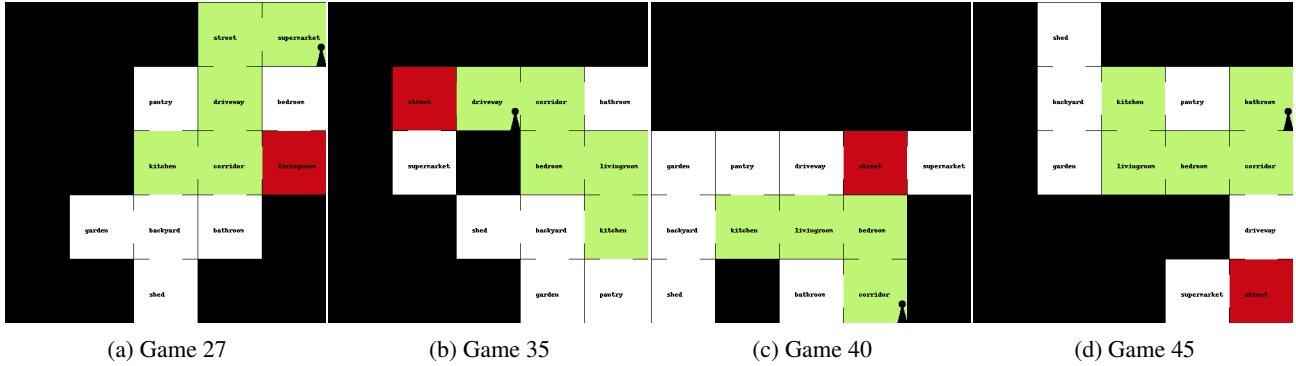 street supermarket
pantry driveway bedroom
kitchen corridor livingroom
garden backyard bathroom
shed
(a) Game 27
street driveway corridor bathroom
supermarket bedroom livingroom
shed backyard kitchen
garden pantry
(b) Game 35
garden pantry driveway street supermarket
backyard kitchen livingroom bedroom
shed bathroom corridor
(c) Game 40
shed
backyard kitchen pantry bathroom
garden livingroom bedroom corridor
driveway
supermarket street
(d) Game 45